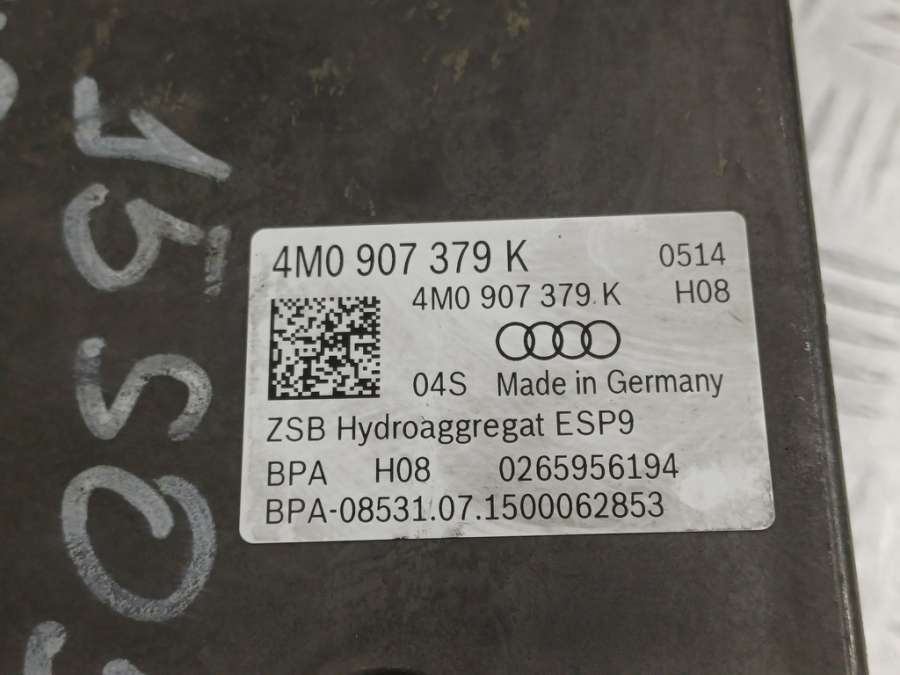 4M0 907 379 K 0514
4M0 907 379 K H08
04S Made in Germany
ZSB Hydroaggregat ESP9
BPA H08 0265956194
BPA-08531.07.1500062853